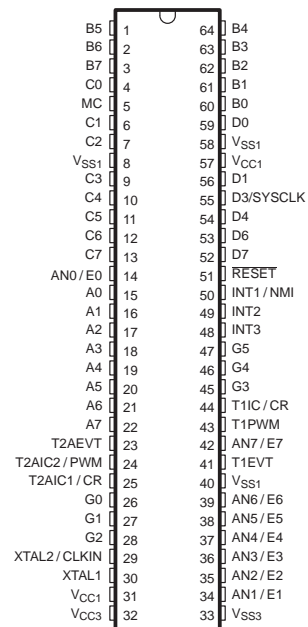 B5 1 64 B4
B6 2 63 B3
B7 3 62 B2
C0 4 61 B1
MC 5 60 B0
C1 6 59 D0
C2 7 58 VSS1
VSS1 8 57 VCC1
C3 9 56 D1
C4 10 55 D3/SYSCLK
C5 11 54 D4
C6 12 53 D6
C7 13 52 D7
AN0/E0 14 51 RESET
A0 15 50 INT1/NMI
A1 16 49 INT2
A2 17 48 INT3
A3 18 47 G5
A4 19 46 G4
A5 20 45 G3
A6 21 44 T1IC/CR
A7 22 43 T1PWM
T2AEVT 23 42 AN7/E7
T2AIC2/PWM 24 41 T1EVT
T2AIC1/CR 25 40 VSS1
G0 26 39 AN6/E6
G1 27 38 AN5/E5
G2 28 37 AN4/E4
XTAL2/CLKIN 29 36 AN3/E3
XTAL1 30 35 AN2/E2
VCC1 31 34 AN1/E1
VCC3 32 33 VSS3